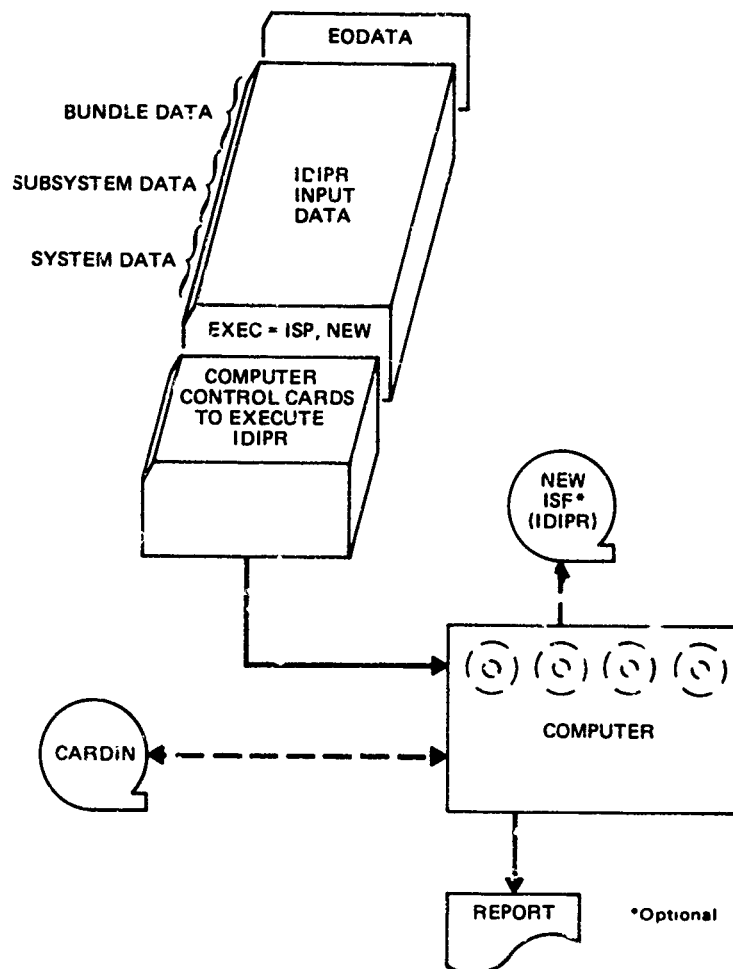 EODATA
BUNDLE DATA
SUBSYSTEM DATA
SYSTEM DATA
IDIPR
INPUT
DATA
EXEC = ISP, NEW
COMPUTER
CONTROL CARDS
TO EXECUTE
IDIPR
NEW
ISF*
(IDIPR)
COMPUTER
CARDIN
REPORT
*Optional